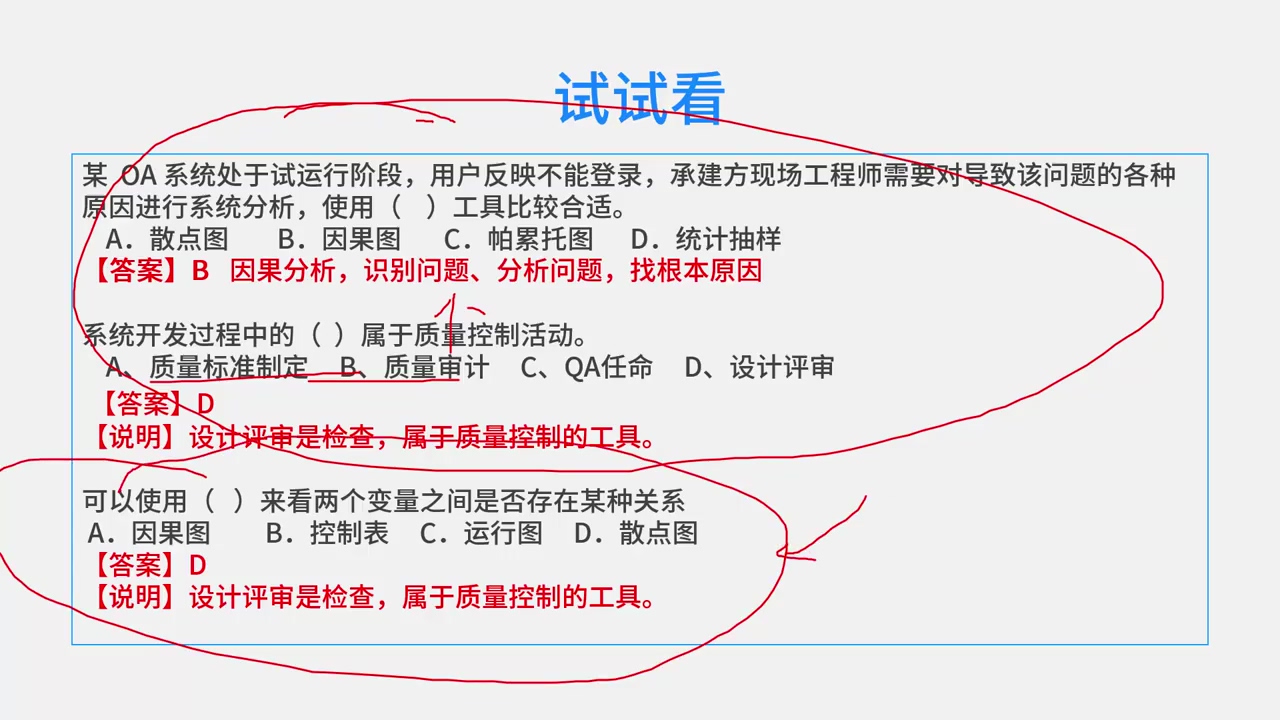 试试看
某 OA 系统处于试运行阶段，用户反映不能登录，承建方现场工程师需要对导致该问题的各种
原因进行系统分析，使用（ ）工具比较合适。
A．散点图 B．因果图 C．帕累托图 D．统计抽样
【答案】B 因果分析，识别问题、分析问题，找根本原因
系统开发过程中的（ ）属于质量控制活动。
A、质量标准制定 B、质量审计 C、QA任命 D、设计评审
【答案】D
【说明】设计评审是检查，属于质量控制的工具。
可以使用（ ）来看两个变量之间是否存在某种关系
A．因果图 B．控制表 C．运行图 D．散点图
【答案】D
【说明】设计评审是检查，属于质量控制的工具。